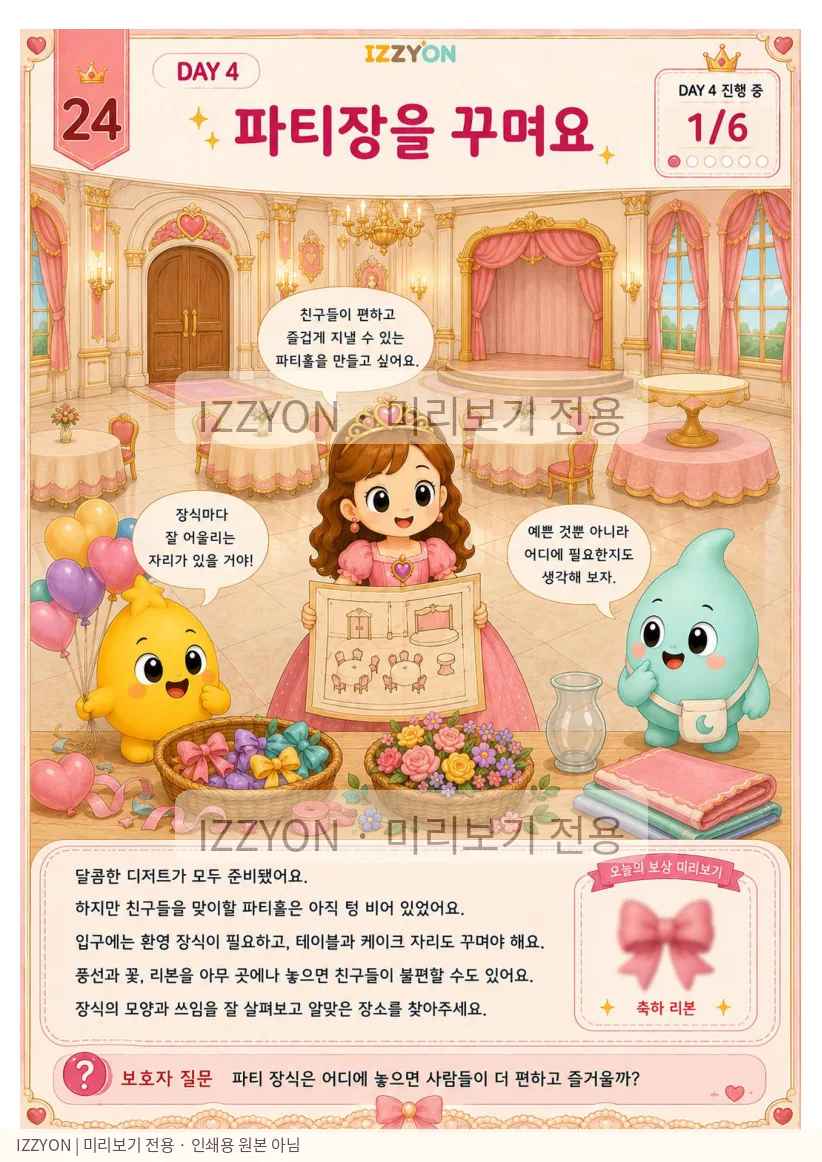 IZZYON
DAY 4
24
파티장을 꾸며요
DAY 4 진행 중
1/6
친구들이 편하고
즐겁게 지낼 수 있는
파티홀을 만들고 싶어요.
IZZYON · 미리보기 전용
장식마다
잘 어울리는
자리가 있을 거야!
예쁜 것뿐 아니라
어디에 필요한지도
생각해 보자.
IZZYON · 미리보기 전용
달콤한 디저트가 모두 준비됐어요.
하지만 친구들을 맞이할 파티홀은 아직 텅 비어 있었어요.
입구에는 환영 장식이 필요하고, 테이블과 케이크 자리도 꾸며야 해요.
풍선과 꽃, 리본을 아무 곳에나 놓으면 친구들이 불편할 수도 있어요.
장식의 모양과 쓰임을 잘 살펴보고 알맞은 장소를 찾아주세요.
오늘의 보상 미리보기
축하 리본
? 보호자 질문 파티 장식은 어디에 놓으면 사람들이 더 편하고 즐거울까?
IZZYON | 미리보기 전용 · 인쇄용 원본 아님